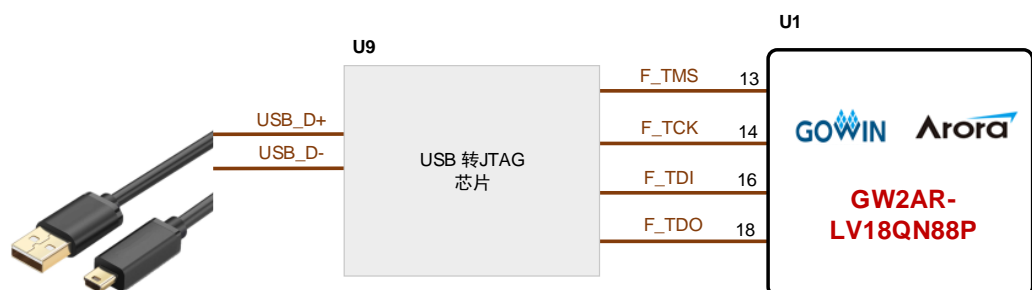 U9
U1
USB_D+
USB_D-
USB 转JTAG
芯片
F_TMS 13
F_TCK 14
F_TDI 16
F_TDO 18
GOWIN Arora
GW2AR-
LV18QN88P